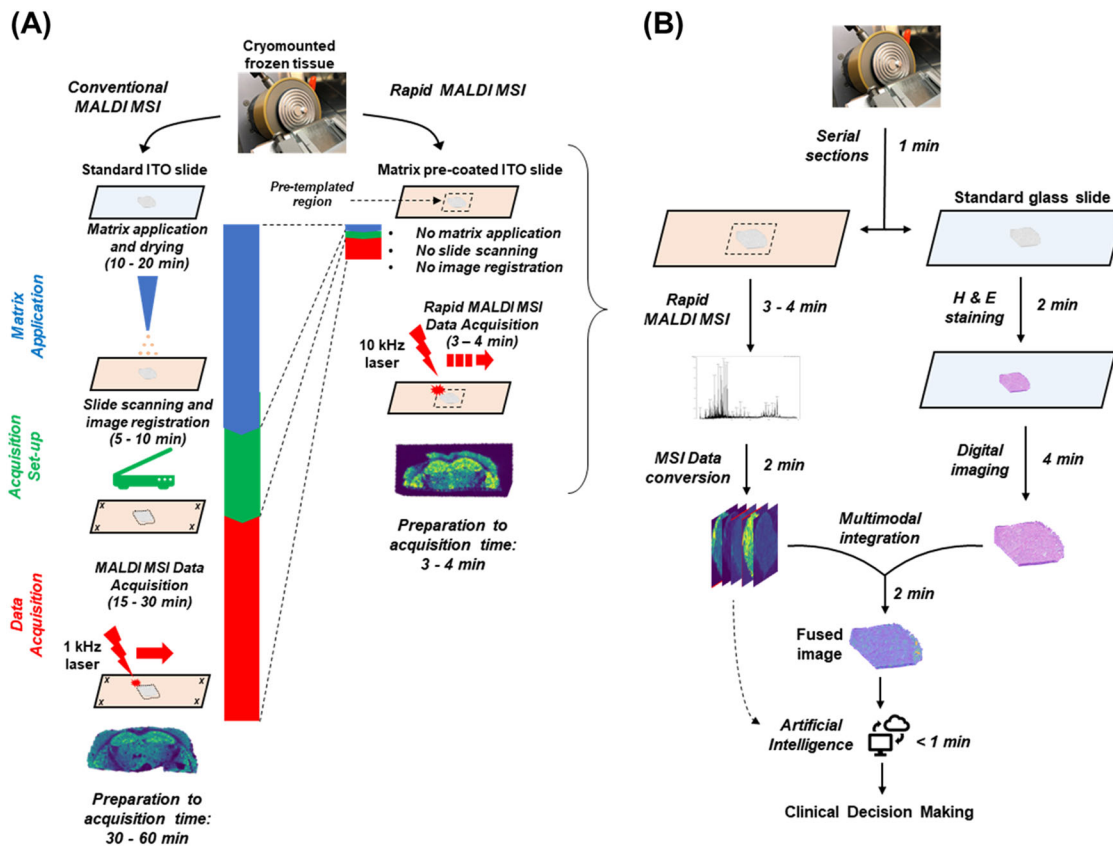 (A)
Cryomounted
frozen tissue
Conventional
MALDI MSI
Rapid MALDI MSI
Standard ITO slide
Matrix pre-coated ITO slide
Pre-templated
region
Matrix application
and drying
(10 - 20 min)
• No matrix application
• No slide scanning
• No image registration
Matrix
Application
Rapid MALDI MSI
Data Acquisition
(3 – 4 min)
10 kHz
laser
Slide scanning and
image registration
(5 - 10 min)
Acquisition
Set-up
x
x
x
x
Preparation to
acquisition time:
3 - 4 min
MALDI MSI Data
Acquisition
(15 - 30 min)
Data
Acquisition
1 kHz
laser
x
x
x
x
Preparation to
acquisition time:
30 - 60 min
(B)
Serial
sections
1 min
Standard glass slide
Rapid
MALDI MSI
3 - 4 min
H & E
staining
2 min
MSI Data
conversion
2 min
Digital
imaging
4 min
Multimodal
integration
2 min
Fused
image
Artificial
Intelligence
< 1 min
Clinical Decision Making